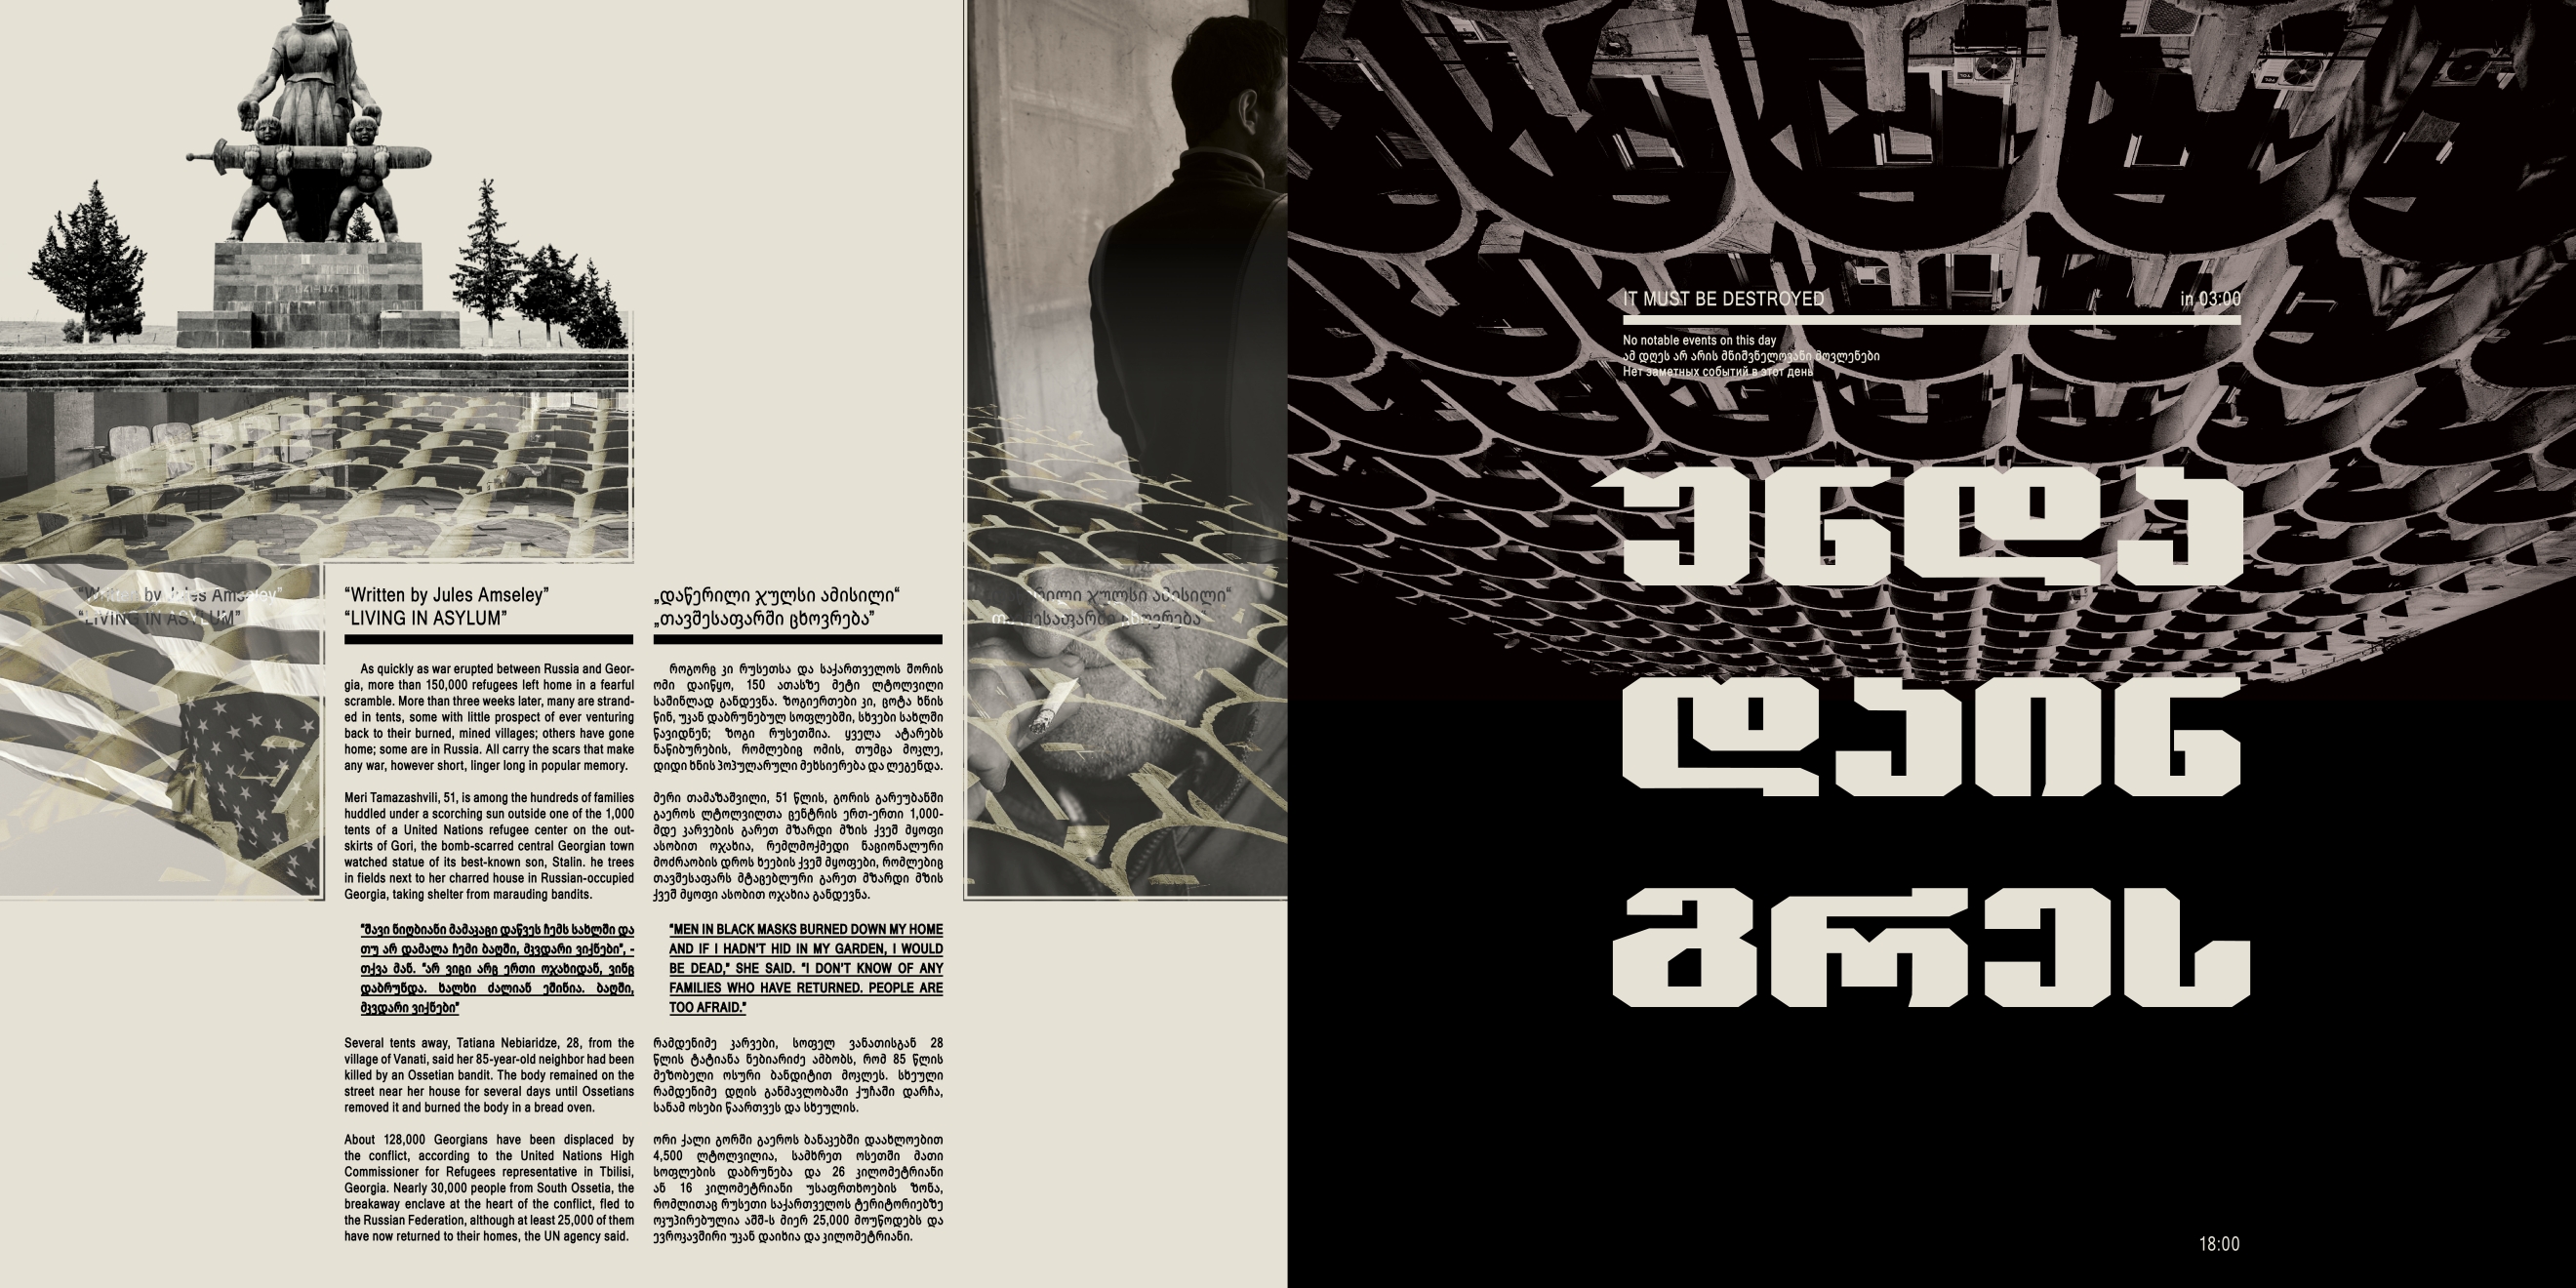 “Written by Jules Amseley”
“LIVING IN ASYLUM”
“Written by Jules Amseley”
“LIVING IN ASYLUM”
As quickly as war erupted between Russia and Geor-
gia, more than 150,000 refugees left home in a fearful
scramble. More than three weeks later, many are strand-
ed in tents, some with little prospect of ever venturing
back to their burned, mined villages; others have gone
home; some are in Russia. All carry the scars that make
any war, however short, linger long in popular memory.
Meri Tamazashvili, 51, is among the hundreds of families
huddled under a scorching sun outside one of the 1,000
tents of a United Nations refugee center on the out-
skirts of Gori, the bomb-scarred central Georgian town
watched statue of its best-known son, Stalin. he trees
in fields next to her charred house in Russian-occupied
Georgia, taking shelter from marauding bandits.
"შავი ნიღბიანი მამაკაცი დაწვეს ჩემს სახლში და
თუ არ დამალა ჩემი ბაღში, მკვდარი ვიქნები", -
თქვა მან. "არ ვიცი არც ერთი ოჯახიდან, ვინც
დაბრუნდა. ხალხი ძალიან ეშინია. ბაღში,
მკვდარი ვიქნები"
Several tents away, Tatiana Nebiaridze, 28, from the
village of Vanati, said her 85-year-old neighbor had been
killed by an Ossetian bandit. The body remained on the
street near her house for several days until Ossetians
removed it and burned the body in a bread oven.
About 128,000 Georgians have been displaced by
the conflict, according to the United Nations High
Commissioner for Refugees representative in Tbilisi,
Georgia. Nearly 30,000 people from South Ossetia, the
breakaway enclave at the heart of the conflict, fled to
the Russian Federation, although at least 25,000 of them
have now returned to their homes, the UN agency said.
„დაწერილი ჯულსი ამისილი“
„თავშესაფარში ცხოვრება”
როგორც კი რუსეთსა და საქართველოს შორის
ომი დაიწყო, 150 ათასზე მეტი ლტოლვილი
საშინლად განდევნა. ზოგიერთები კი, ცოტა ხნის
წინ, უკან დაბრუნებულ სოფლებში, სხვები სახლში
წავიდნენ; ზოგი რუსეთშია. ყველა ატარებს
ნაწიბურების, რომლებიც ომის, თუმცა მოკლე,
დიდი ხნის პოპულარული მეხსიერება და ლეგენდა.
მერი თამაზაშვილი, 51 წლის, გორის გარეუბანში
გაეროს ლტოლვილთა ცენტრის ერთ-ერთი 1,000-
მდე კარვების გარეთ მზარდი მზის ქვეშ მყოფი
ასობით ოჯახია, რემლმოქმედი ნაციონალური
მოძრაობის დროს ხეების ქვეშ მყოფები, რომლებიც
თავშესაფარს მტაცებლური გარეთ მზარდი მზის
ქვეშ მყოფი ასობით ოჯახია განდევნა.
"MEN IN BLACK MASKS BURNED DOWN MY HOME
AND IF I HADN'T HID IN MY GARDEN, I WOULD
BE DEAD," SHE SAID. "I DON'T KNOW OF ANY
FAMILIES WHO HAVE RETURNED. PEOPLE ARE
TOO AFRAID."
რამდენიმე კარვები, სოფელ ვანათისგან 28
წლის ტატიანა ნებიარიძე ამბობს, რომ 85 წლის
მეზობელი ოსური ბანდიტით მოკლეს. სხეული
რამდენიმე დღის განმავლობაში ქუჩაში დარჩა,
სანამ ოსები წაართვეს და სხეულის.
ორი ქალი გორში გაეროს ბანაკებში დაახლოებით
4,500 ლტოლვილია, სამხრეთ ოსეთში მათი
სოფლების დაბრუნება და 26 კილომეტრიანი
ან 16 კილომეტრიანი უსაფრთხოების ზონა,
რომლითაც რუსეთი საქართველოს ტერიტორიებზე
ოკუპირებულია აშშ-ს მიერ 25,000 მოუწოდებს და
ევროკავშირი უკან დაიხია და კილომეტრიანი.
ჯულსი ამისილი“
ცხოვრება”
IT MUST BE DESTROYED
in 03:00
No notable events on this day
ამ დღეს არ არის მნიშვნელოვანი მოვლენები
Нет заметных событий в этот день
უნდა
დაინ
გრეს
18:00